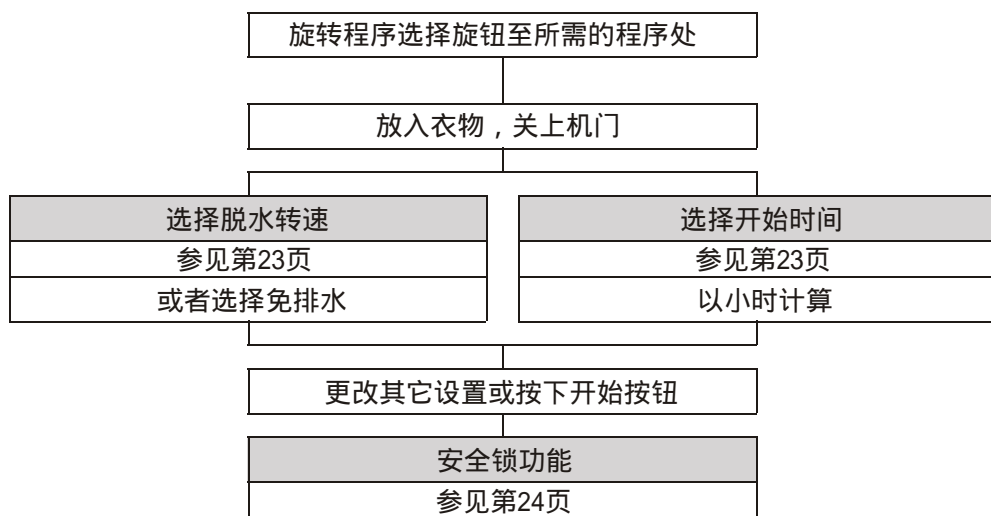 旋转程序选择旋钮至所需的程序处
放入衣物，关上机门
选择脱水转速
参见第23页
或者选择免排水
选择开始时间
参见第23页
以小时计算
更改其它设置或按下开始按钮
安全锁功能
参见第24页